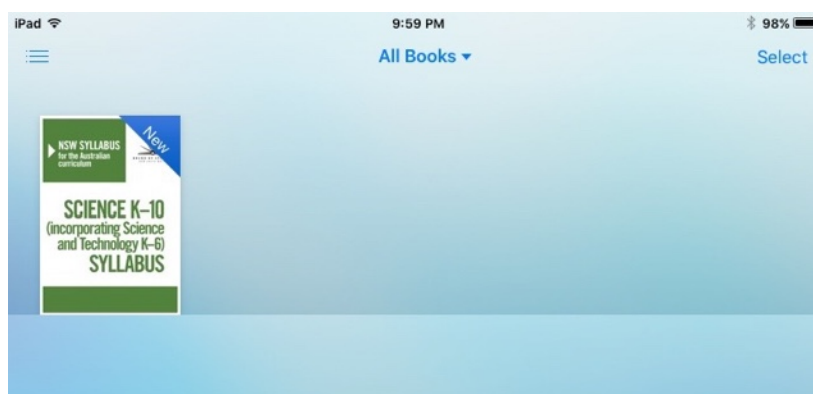 iPad
9:59 PM
98%
All Books
Select
New
NSW SYLLABUS
for the Australian
curriculum
SCIENCE K–10
(incorporating Science
and Technology K–6)
SYLLABUS